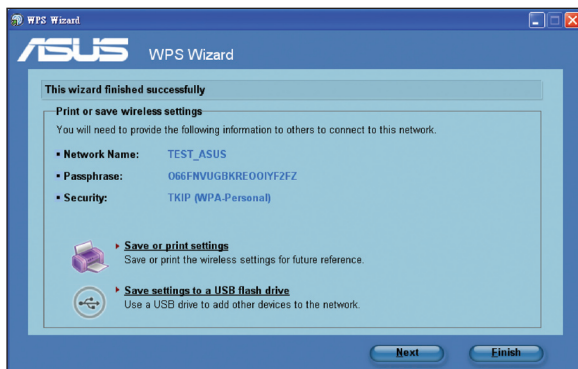 WPS Wizard
ASUS WPS Wizard
This wizard finished successfully
Print or save wireless settings
You will need to provide the following information to others to connect to this network.
Network Name: TEST_ASUS
Passphrase: O66FNVUGBKREOOIYF2FZ
Security: TKIP (WPA-Personal)
Save or print settings
Save or print the wireless settings for future reference.
Save settings to a USB flash drive
Use a USB drive to add other devices to the network.
Next Finish